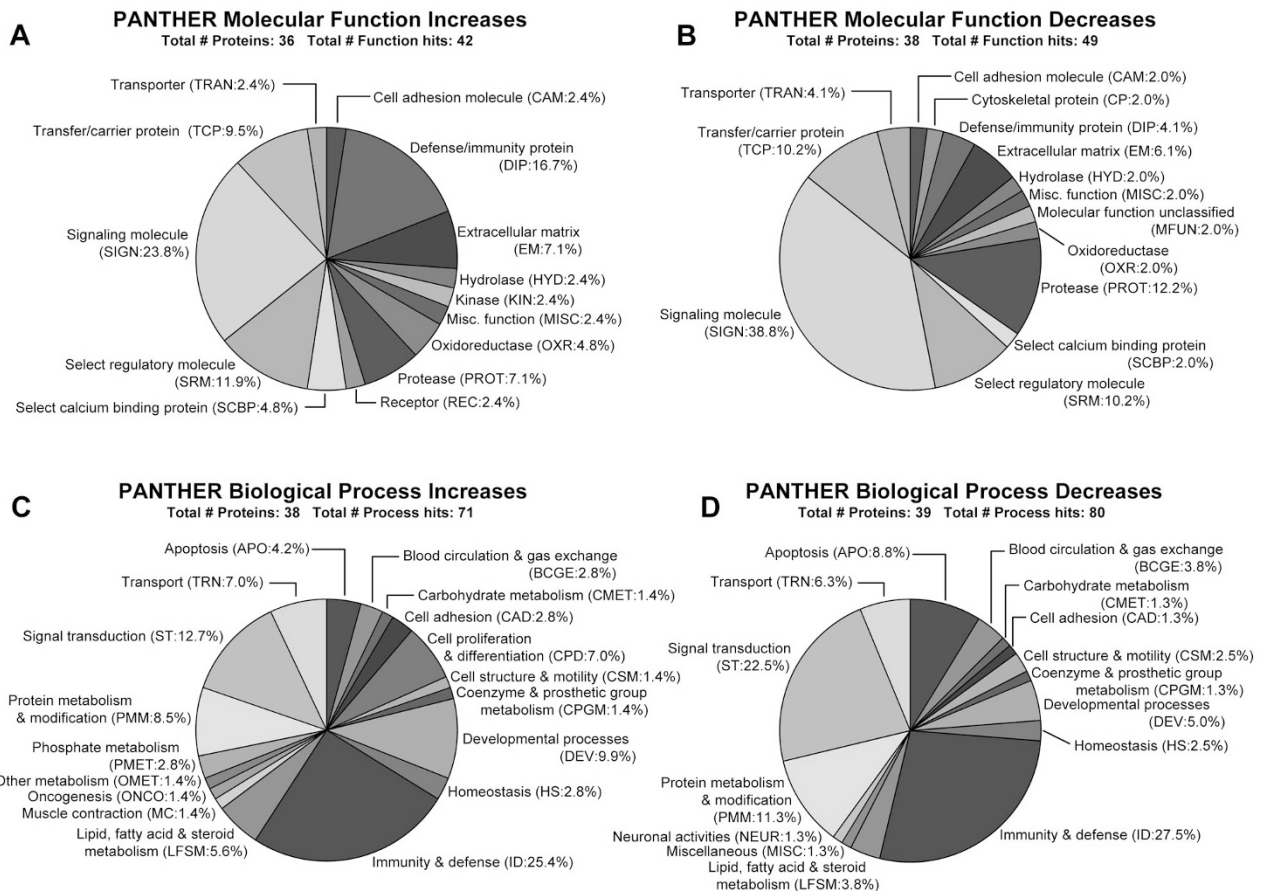 PANTHER Molecular Function Increases
A
Total # Proteins: 36 Total # Function hits: 42
Transporter (TRAN:2.4%)
Cell adhesion molecule (CAM:2.4%)
Transfer/carrier protein (TCP:9.5%)
Defense/immunity protein
(DIP:16.7%)
Signaling molecule
(SIGN:23.8%)
Extracellular matrix
(EM:7.1%)
Hydrolase (HYD:2.4%)
Kinase (KIN:2.4%)
Misc. function (MISC:2.4%)
Oxidoreductase (OXR:4.8%)
Select regulatory molecule
(SRM:11.9%)
Protease (PROT:7.1%)
Select calcium binding protein (SCBP:4.8%)
Receptor (REC:2.4%)
PANTHER Molecular Function Decreases
B
Total # Proteins: 38 Total # Function hits: 49
Cell adhesion molecule (CAM:2.0%)
Transporter (TRAN:4.1%)
Cytoskeletal protein (CP:2.0%)
Transfer/carrier protein
(TCP:10.2%)
Defense/immunity protein (DIP:4.1%)
Extracellular matrix (EM:6.1%)
Hydrolase (HYD:2.0%)
Misc. function (MISC:2.0%)
Molecular function unclassified
(MFUN:2.0%)
Oxidoreductase
(OXR:2.0%)
Protease (PROT:12.2%)
Signaling molecule
(SIGN:38.8%)
Select calcium binding protein
(SCBP:2.0%)
Select regulatory molecule
(SRM:10.2%)
PANTHER Biological Process Increases
C
Total # Proteins: 38 Total # Process hits: 71
Apoptosis (APO:4.2%)
Blood circulation & gas exchange
(BCGE:2.8%)
Transport (TRN:7.0%)
Carbohydrate metabolism (CMET:1.4%)
Cell adhesion (CAD:2.8%)
Signal transduction (ST:12.7%)
Cell proliferation
& differentiation (CPD:7.0%)
Cell structure & motility (CSM:1.4%)
Coenzyme & prosthetic group
metabolism (CPGM:1.4%)
Protein metabolism
& modification (PMM:8.5%)
Developmental processes
(DEV:9.9%)
Phosphate metabolism
(PMET:2.8%)
Other metabolism (OMET:1.4%)
Homeostasis (HS:2.8%)
Oncogenesis (ONCO:1.4%)
Muscle contraction (MC:1.4%)
Lipid, fatty acid & steroid
metabolism (LFSM:5.6%)
Immunity & defense (ID:25.4%)
PANTHER Biological Process Decreases
D
Total # Proteins: 39 Total # Process hits: 80
Apoptosis (APO:8.8%)
Blood circulation & gas exchange
(BCGE:3.8%)
Transport (TRN:6.3%)
Carbohydrate metabolism
(CMET:1.3%)
Cell adhesion (CAD:1.3%)
Signal transduction
(ST:22.5%)
Cell structure & motility (CSM:2.5%)
Coenzyme & prosthetic group
metabolism (CPGM:1.3%)
Developmental processes
(DEV:5.0%)
Homeostasis (HS:2.5%)
Protein metabolism
& modification
(PMM:11.3%)
Neuronal activities (NEUR:1.3%)
Miscellaneous (MISC:1.3%)
Immunity & defense (ID:27.5%)
Lipid, fatty acid & steroid
metabolism (LFSM:3.8%)